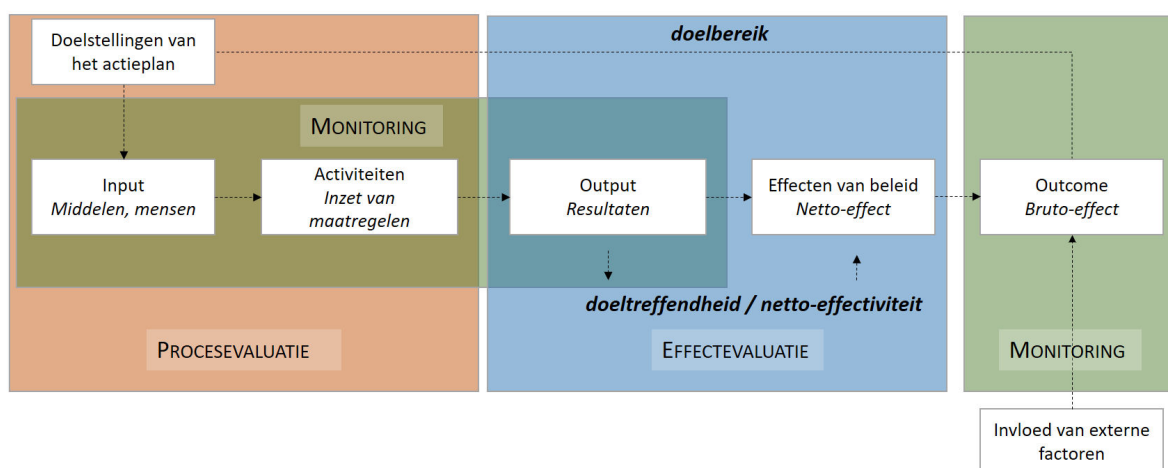 Doelstellingen van
het actieplan
doelbereik
MONITORING
Input
Middelen, mensen
Activiteiten
Inzet van
maatregelen
Output
Resultaten
Effecten van beleid
Netto-effect
Outcome
Bruto-effect
doeltreffendheid / netto-effectiviteit
PROCESEVALUATIE
EFFECTEVALUATIE
MONITORING
Invloed van externe
factoren